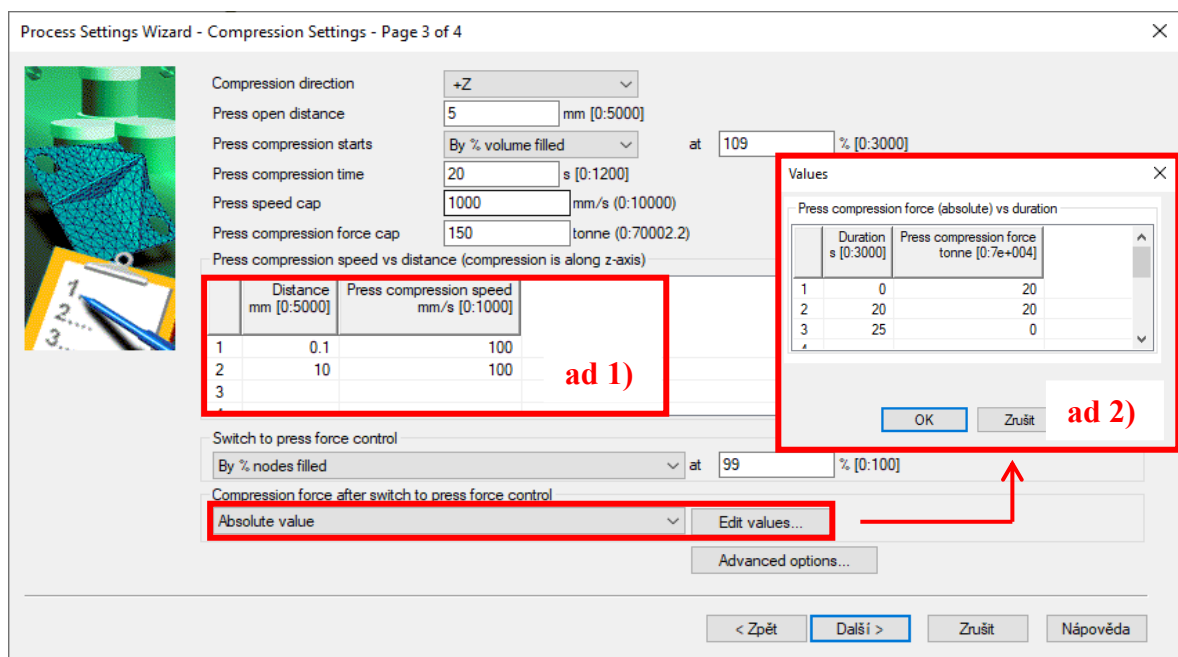 Process Settings Wizard - Compression Settings - Page 3 of 4
Compression direction +Z
Press open distance 5 mm [0:5000]
Press compression starts By % volume filled at 109 % [0:3000]
Press compression time 20 s [0:1200]
Press speed cap 1000 mm/s (0:10000)
Press compression force cap 150 tonne (0:70002.2)
Press compression speed vs distance (compression is along z-axis)
Distance Press compression speed
mm [0:5000] mm/s [0:1000]
1 0.1 100
2 10 100
3
ad 1)
Values
Press compression force (absolute) vs duration
Duration Press compression force
s [0:3000] tonne [0:7e+004]
1 0 20
2 20 20
3 25 0
4
OK Zrušit
ad 2)
Switch to press force control
By % nodes filled at 99 % [0:100]
Compression force after switch to press force control
Absolute value Edit values...
Advanced options...
< Zpět Další > Zrušit Nápověda
1
2....
3...